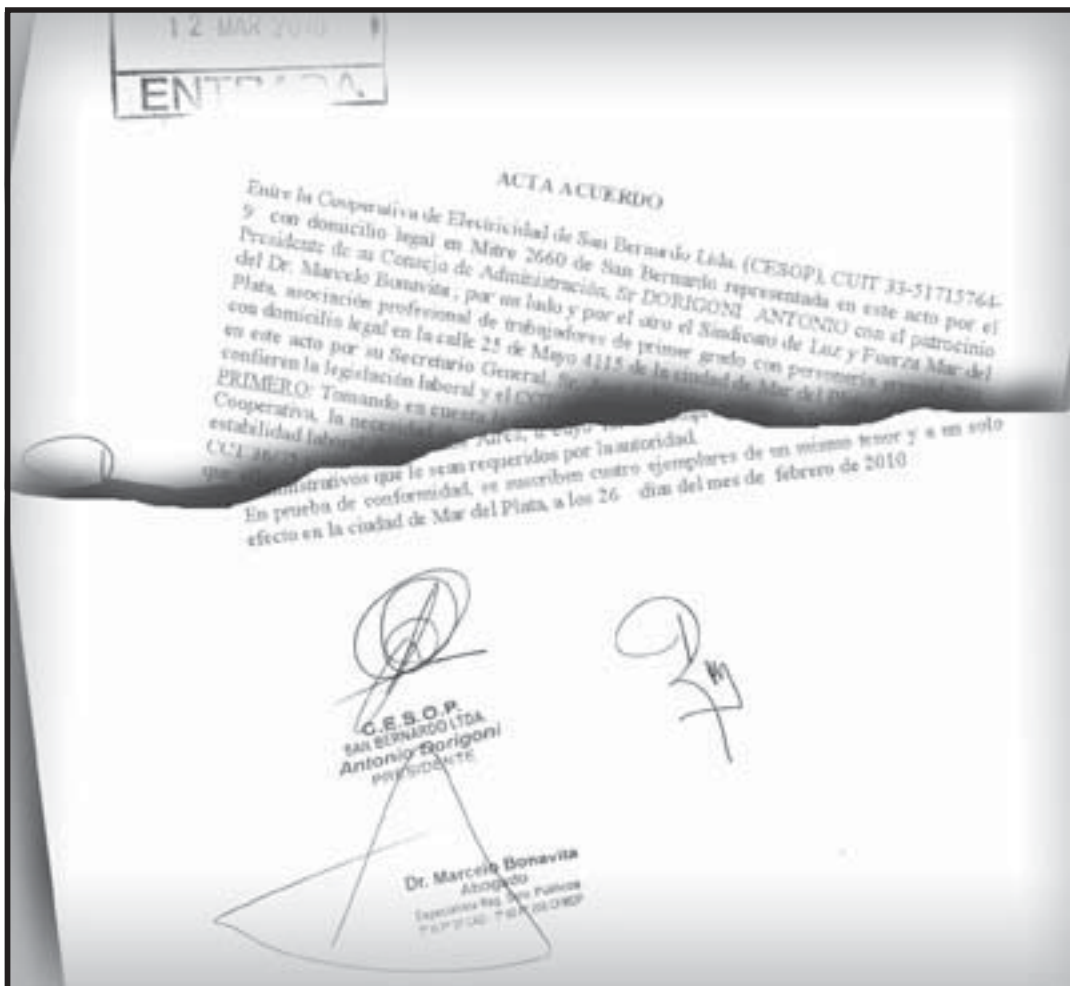 12 MAR 2010
ENTRADA
ACTA ACUERDO
Entre la Cooperativa de Electricidad de San Bernardo Ltda. (CESOP), CUIT 33-51715764-
9 con domicilio legal en Mitre 2660 de San Bernardo representada en este acto por el
Presidente de su Consejo de Administración, Sr DORIGONI ANTONIO con el patrocinio
del Dr. Marcelo Bonavita, por un lado y por el otro el Sindicato de Luz y Fuerza Mar del
Plata, asociación profesional de trabajadores de primer grado con personería
con domicilio legal en la calle 25 de Mayo 4115 de la ciudad de Mar del
en este acto por su Secretario General, Sr.
confieren la legislación laboral y el
PRIMERO: Tomando en cuenta
Cooperativa, la necesidad Aires, a cuyo
estabilidad laboral
que administrativos que le sean requeridos por la autoridad.
En prueba de conformidad, se suscriben cuatro ejemplares de un mismo tenor y a un solo
efecto en la ciudad de Mar del Plata, a los 26 días del mes de febrero de 2010
C.E.S.O.P.
SAN BERNARDO LTDA.
Antonio Dorigoni
PRESIDENTE
Dr. Marcelo Bonavita
Abogado